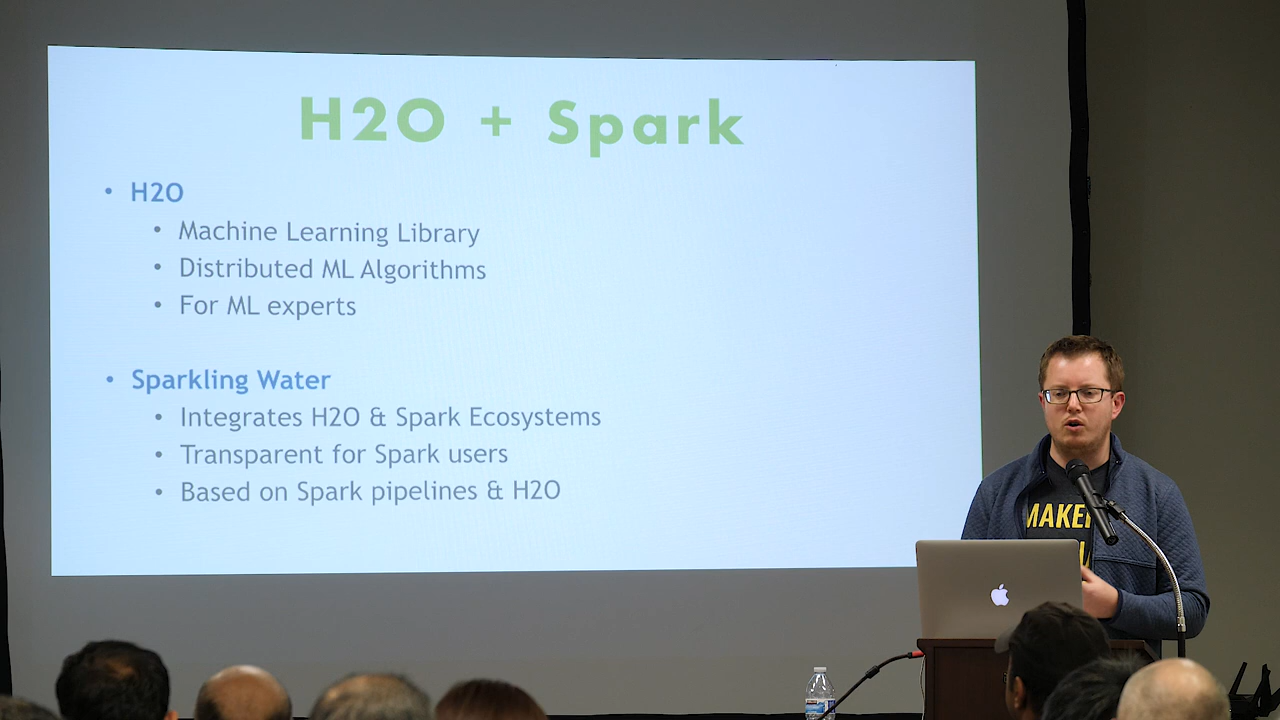 H2O + Spark
• H2O
• Machine Learning Library
• Distributed ML Algorithms
• For ML experts
• Sparkling Water
• Integrates H2O & Spark Ecosystems
• Transparent for Spark users
• Based on Spark pipelines & H2O